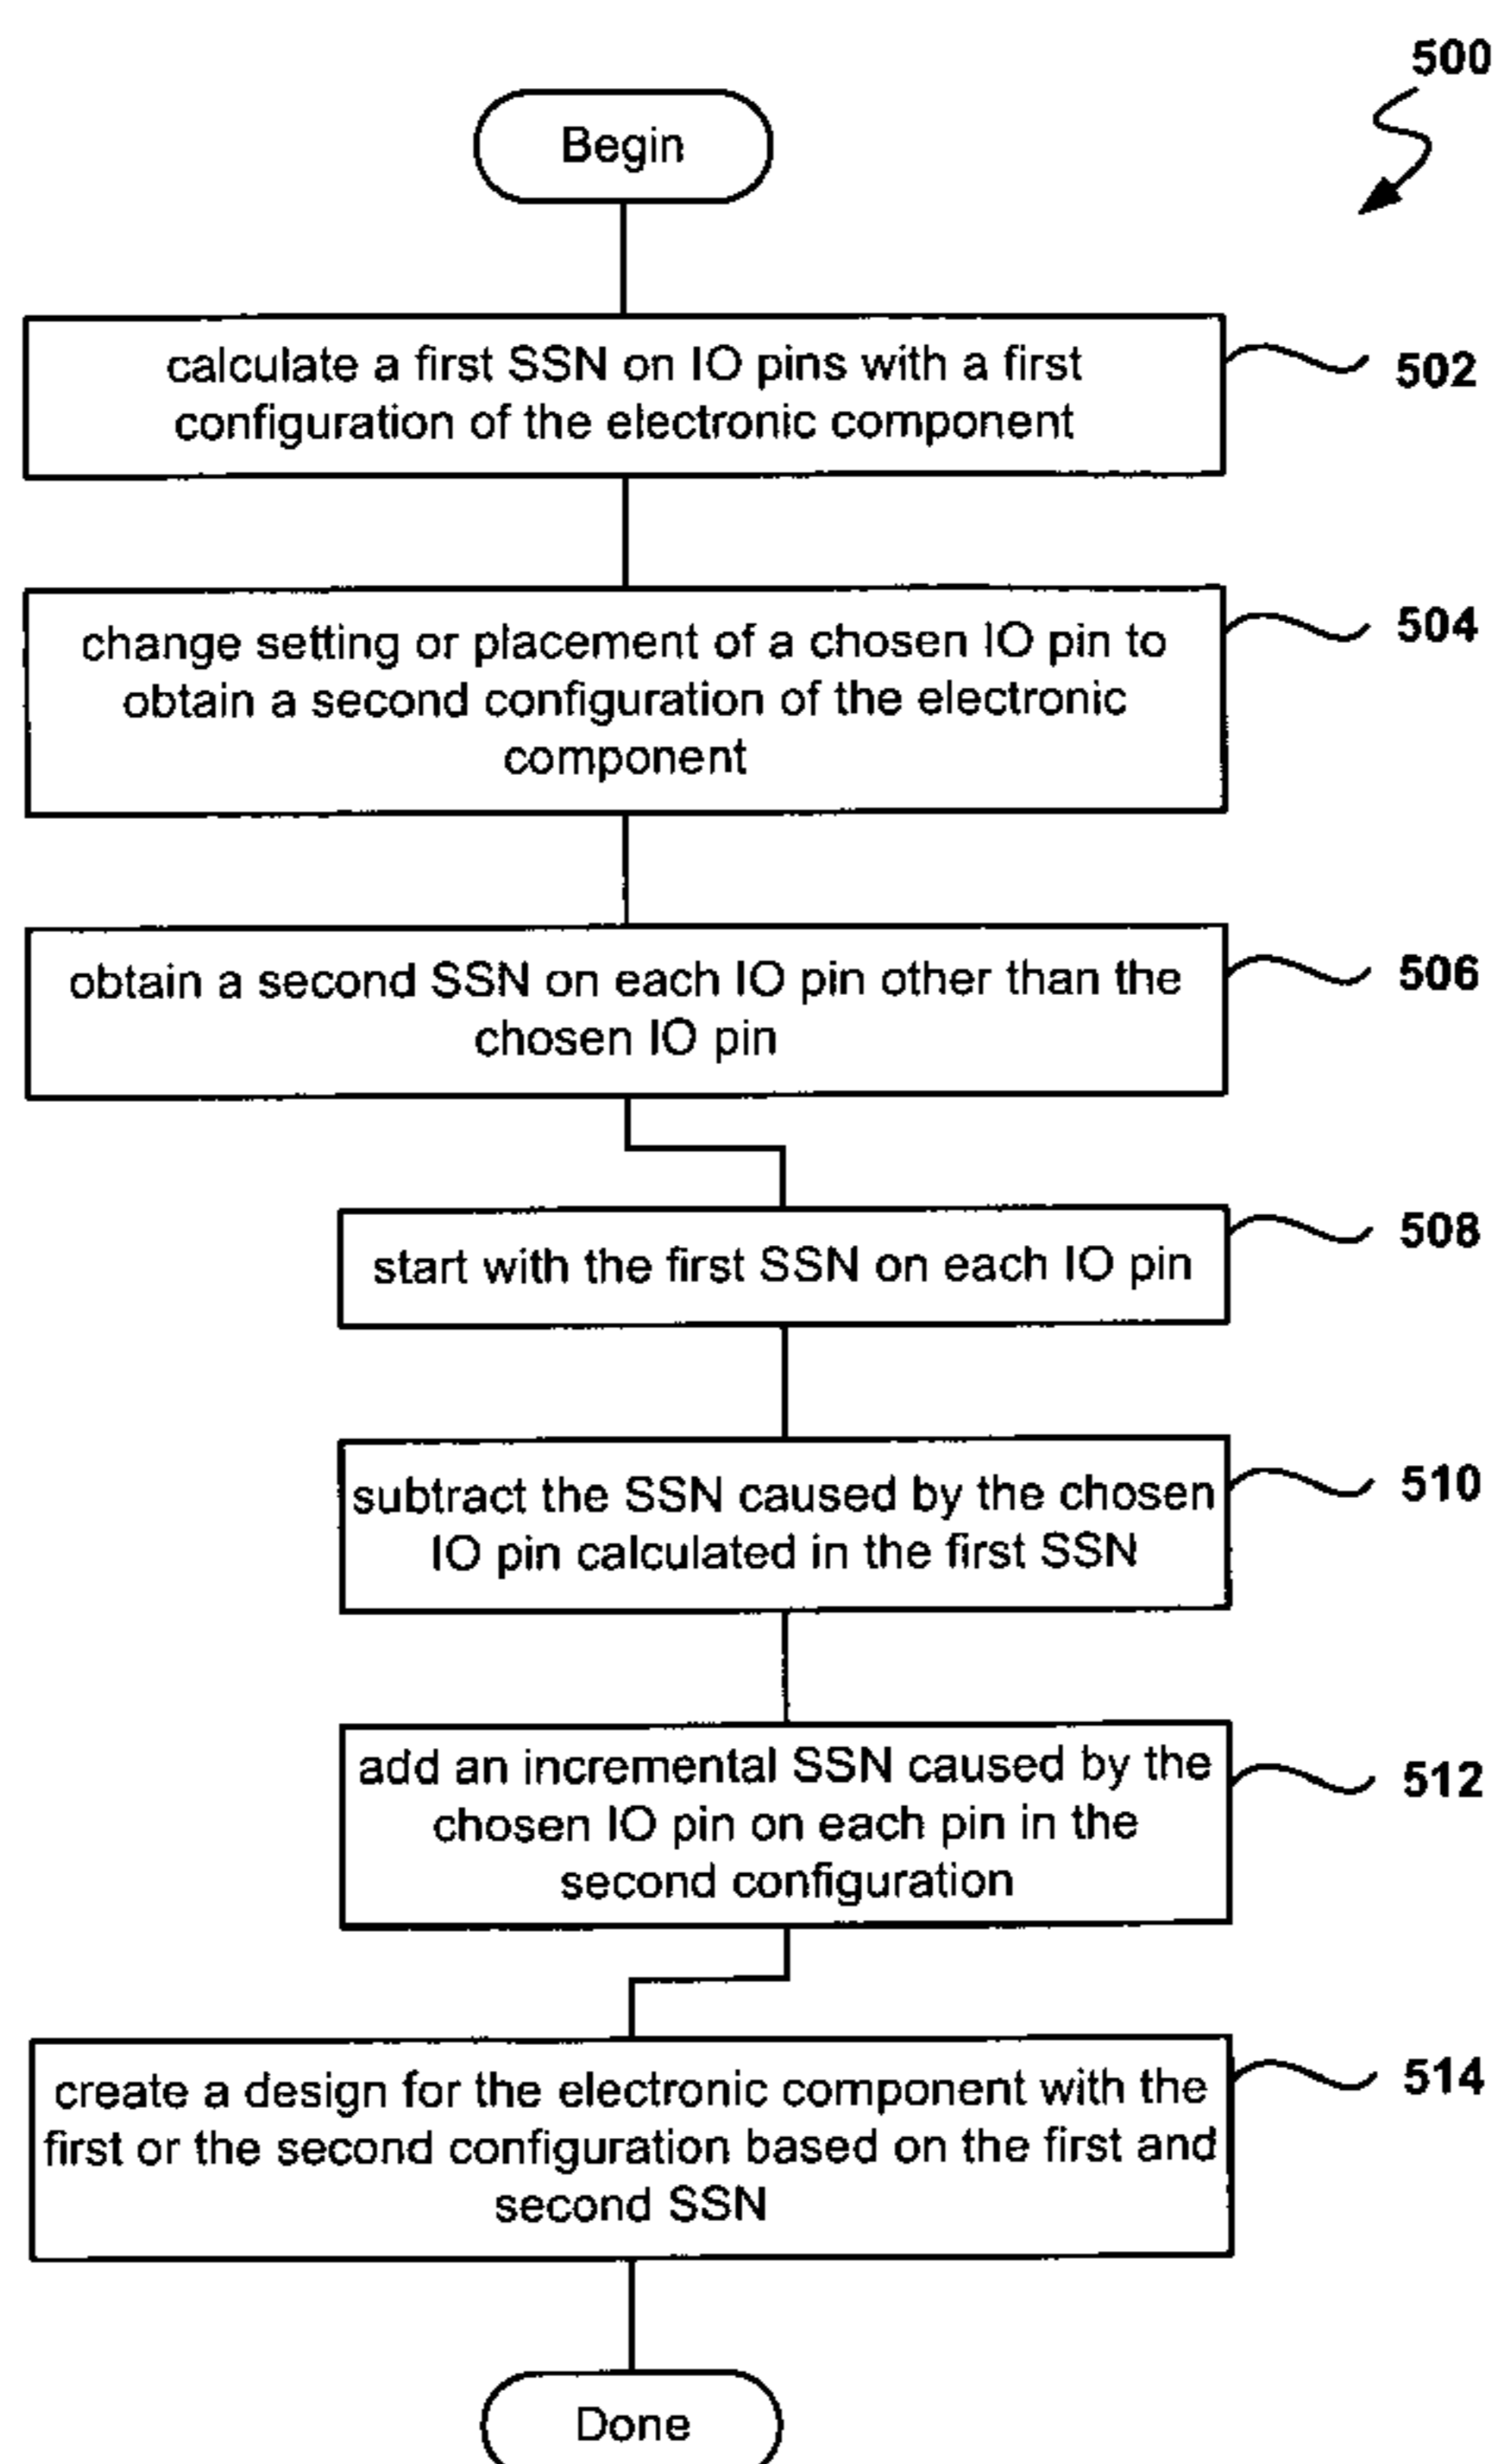 500
Begin
calculate a first SSN on IO pins with a first
configuration of the electronic component
502
change setting or placement of a chosen IO pin to
obtain a second configuration of the electronic
component
504
obtain a second SSN on each IO pin other than the
chosen IO pin
506
start with the first SSN on each IO pin
508
subtract the SSN caused by the chosen
IO pin calculated in the first SSN
510
add an incremental SSN caused by the
chosen IO pin on each pin in the
second configuration
512
create a design for the electronic component with the
first or the second configuration based on the first and
second SSN
514
Done